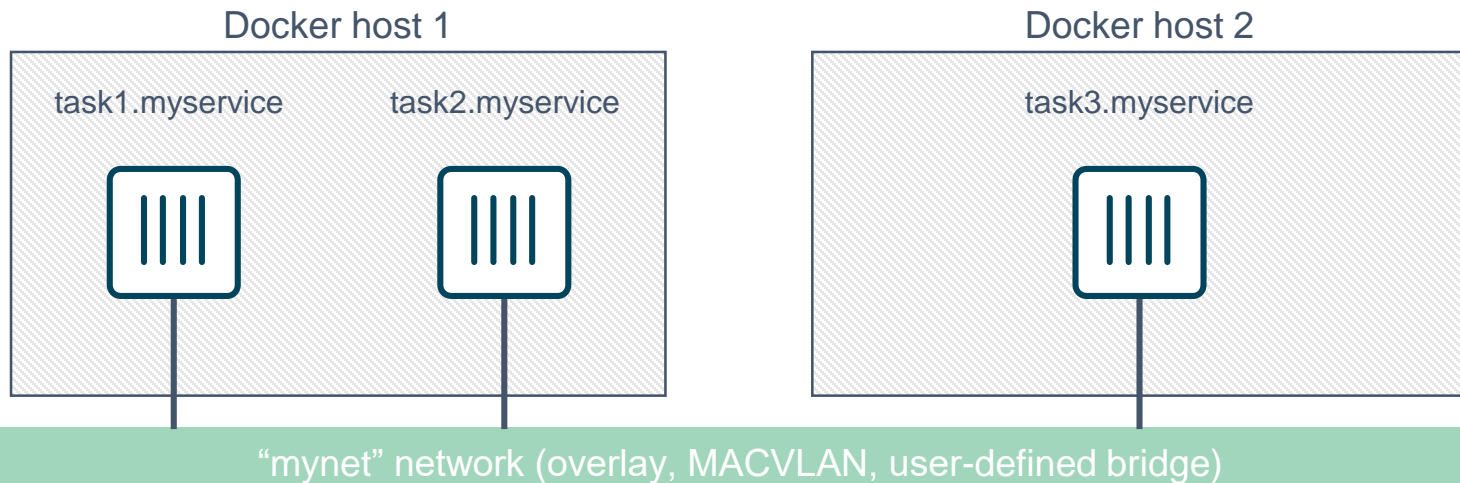 Docker host 1
Docker host 2
task1.myservice
task2.myservice
task3.myservice
“mynet” network (overlay, MACVLAN, user-defined bridge)